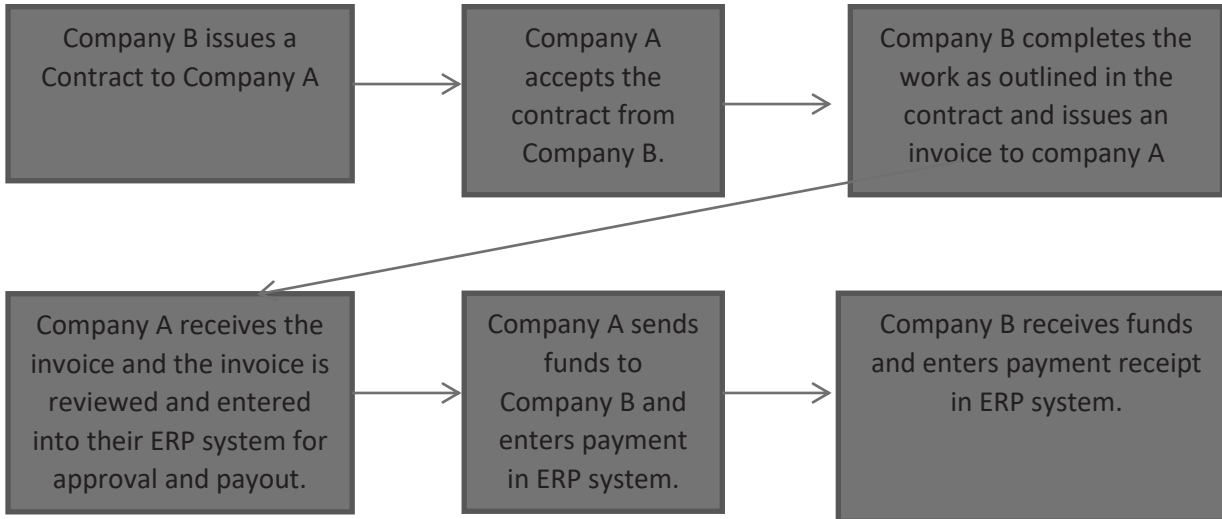 Company B issues a
Contract to Company A
Company A
accepts the
contract from
Company B.
Company B completes the
work as outlined in the
contract and issues an
invoice to company A
Company A receives the
invoice and the invoice is
reviewed and entered
into their ERP system for
approval and payout.
Company A sends
funds to
Company B and
enters payment
in ERP system.
Company B receives funds
and enters payment receipt
in ERP system.